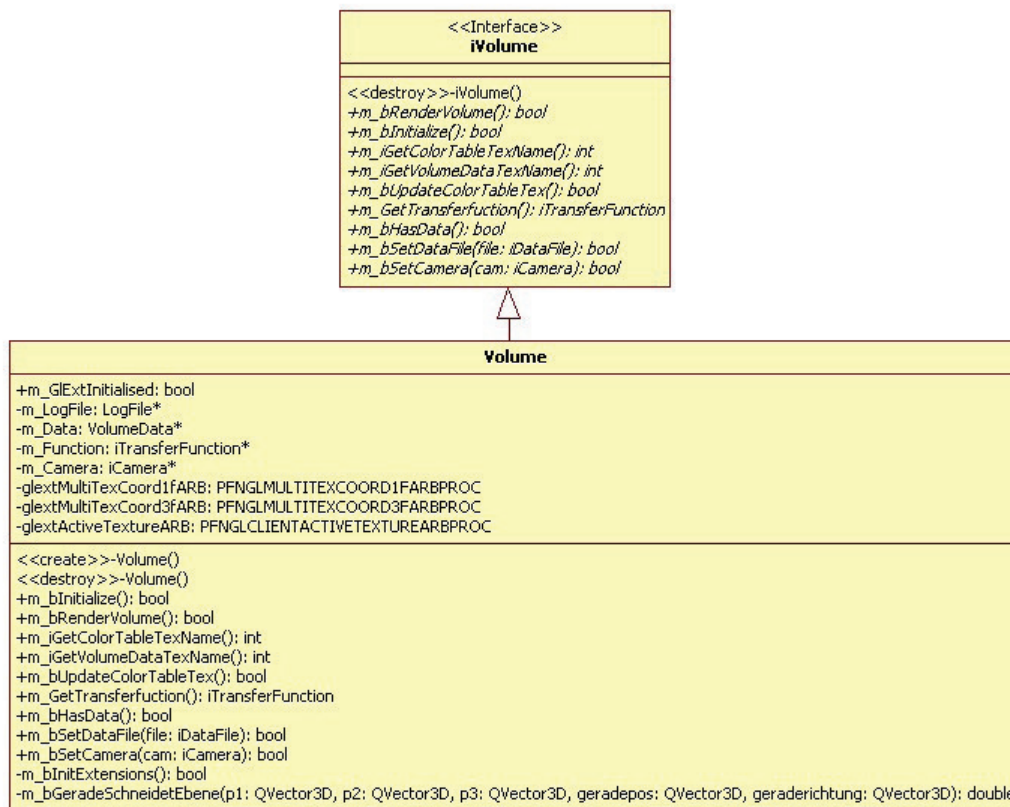 <<Interface>>
iVolume
<<destroy>>-iVolume()
+m_bRenderVolume(): bool
+m_bInitialize(): bool
+m_iGetColorTableTexName(): int
+m_iGetVolumeDataTexName(): int
+m_bUpdateColorTableTex(): bool
+m_GetTransferfuction(): iTransferFunction
+m_bHasData(): bool
+m_bSetDataFile(file: iDataFile): bool
+m_bSetCamera(cam: iCamera): bool
Volume
+m_GlExtInitialised: bool
-m_LogFile: LogFile*
-m_Data: VolumeData*
-m_Function: iTransferFunction*
-m_Camera: iCamera*
-glextMultiTexCoord1fARB: PFNGLMULTITEXCOORD1FARBPROC
-glextMultiTexCoord3fARB: PFNGLMULTITEXCOORD3FARBPROC
-glextActiveTextureARB: PFNGLCLIENTACTIVETEXTUREARBPROC
<<create>>-Volume()
<<destroy>>-Volume()
+m_bInitialize(): bool
+m_bRenderVolume(): bool
+m_iGetColorTableTexName(): int
+m_iGetVolumeDataTexName(): int
+m_bUpdateColorTableTex(): bool
+m_GetTransferfuction(): iTransferFunction
+m_bHasData(): bool
+m_bSetDataFile(file: iDataFile): bool
+m_bSetCamera(cam: iCamera): bool
-m_bInitExtensions(): bool
-m_bGeradeSchneidetEbene(p1: QVector3D, p2: QVector3D, p3: QVector3D, geradepos: QVector3D, geraderichtung: QVector3D): double